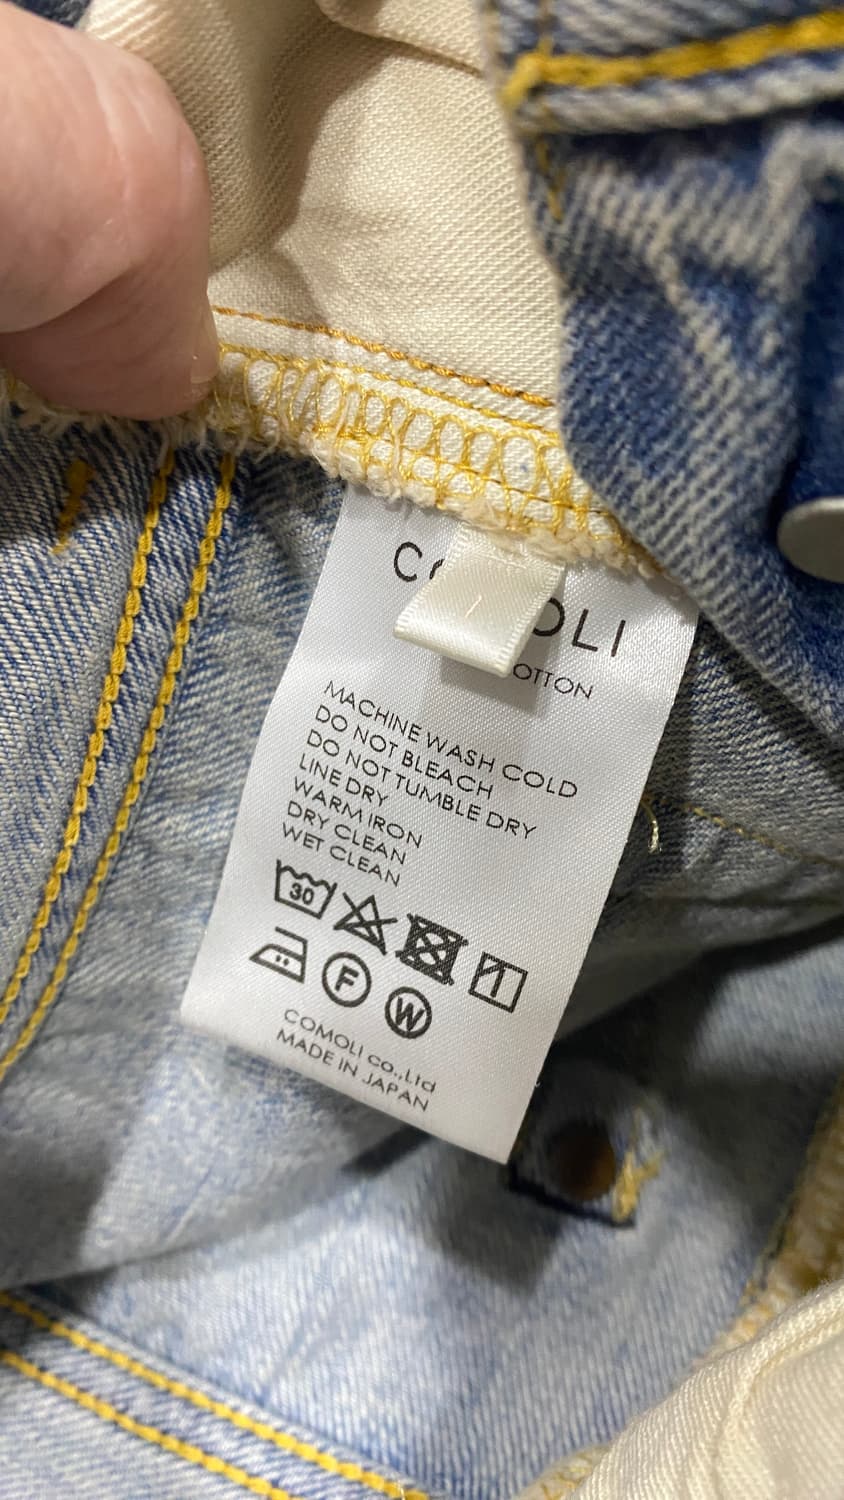 MACHINE WASH COLD
DO NOT BLEACH
DO NOT TUMBLE DRY
LINE DRY
WARM IRON
DRY CLEAN
WET CLEAN
30
F
W
COMOLI co.,Ltd
MADE IN JAPAN